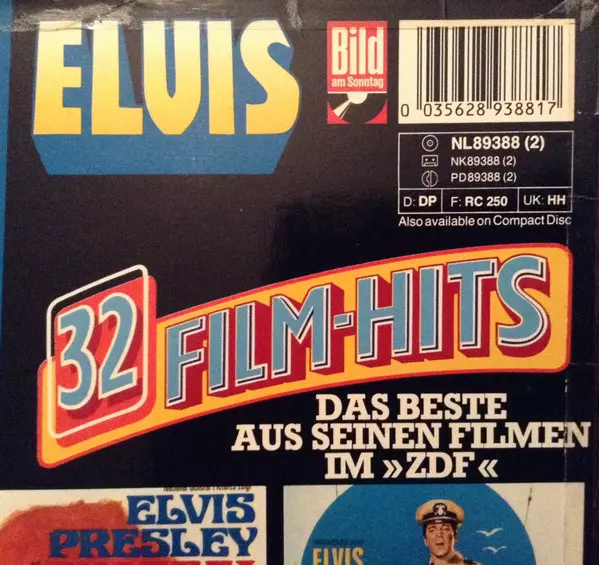 ELVIS
Bild
am Sonntag
0 035628 938817
NL89388 (2)
NK89388 (2)
PD89388 (2)
D: DP F: RC 250 UK: HH
Also available on Compact Disc
32 FILM-HITS
DAS BESTE
AUS SEINEN FILMEN
IM »ZDF«
ELVIS
PRESLEY
ELVIS